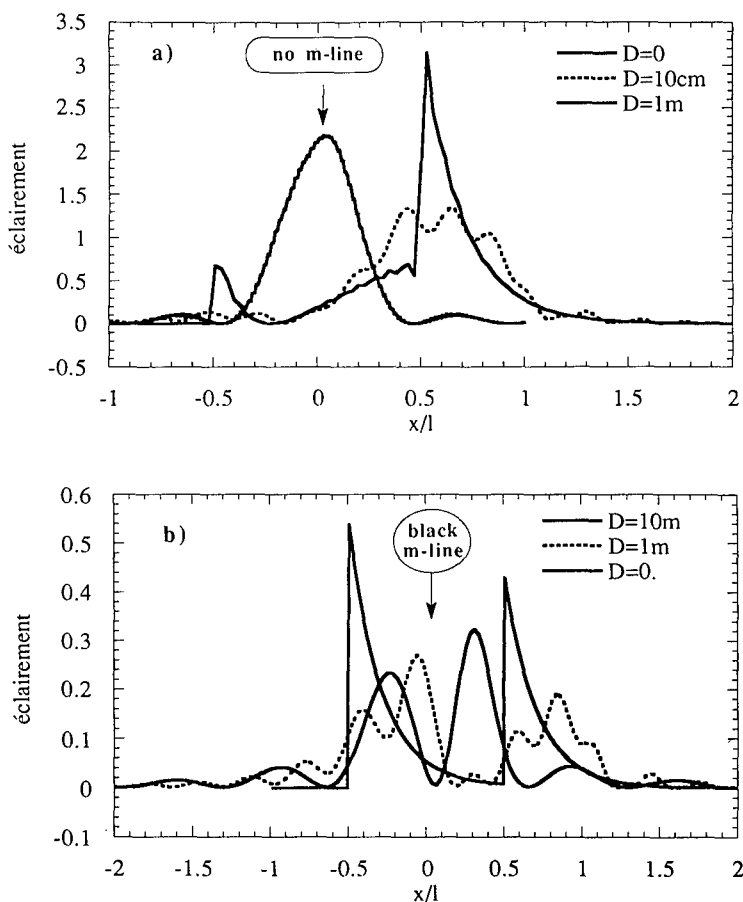 a)
no m-line
D=0
D=10cm
D=1m
éclairement
3.5
3
2.5
2
1.5
1
0.5
0
-0.5
-1
-0.5
0
0.5
1
1.5
2
x/l
b)
black
m-line
D=10m
D=1m
D=0.
éclairement
0.6
0.5
0.4
0.3
0.2
0.1
0
-0.1
-2
-1.5
-1
-0.5
0
0.5
1
1.5
2
x/l